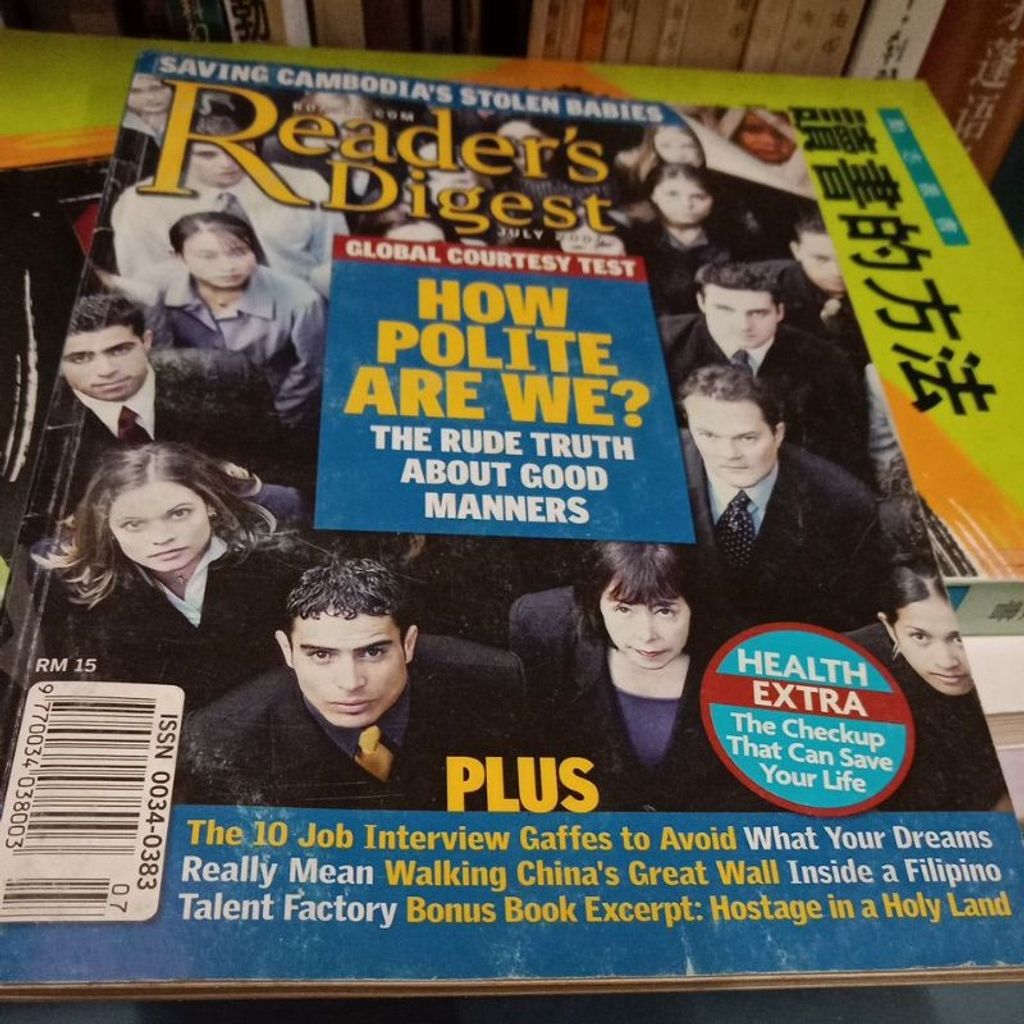 SAVING CAMBODIA'S STOLEN BABIES
Reader's
Digest
JULY
GLOBAL COURTESY TEST
HOW
POLITE
ARE WE?
THE RUDE TRUTH
ABOUT GOOD
MANNERS
HEALTH
EXTRA
The Checkup
That Can Save
Your Life
RM 15
ISSN 0034-0383
9 770034 038003
07
PLUS
The 10 Job Interview Gaffes to Avoid What Your Dreams
Really Mean Walking China's Great Wall Inside a Filipino
Talent Factory Bonus Book Excerpt: Hostage in a Holy Land
讀書的方法